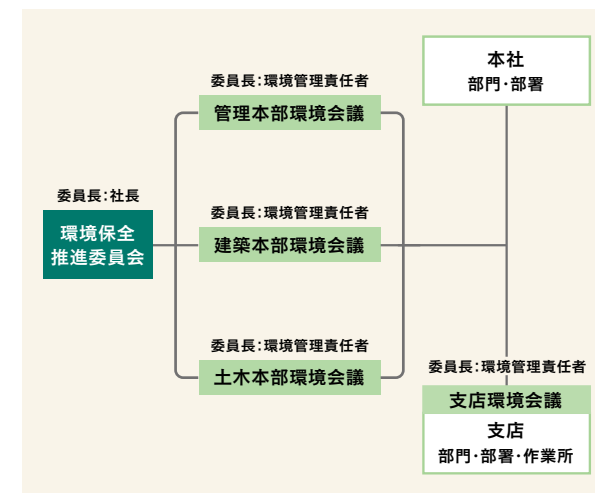 委員長:社長
環境保全
推進委員会
委員長:環境管理責任者
管理本部環境会議
委員長:環境管理責任者
建築本部環境会議
委員長:環境管理責任者
土木本部環境会議
本社
部門・部署
委員長:環境管理責任者
支店環境会議
支店
部門・部署・作業所